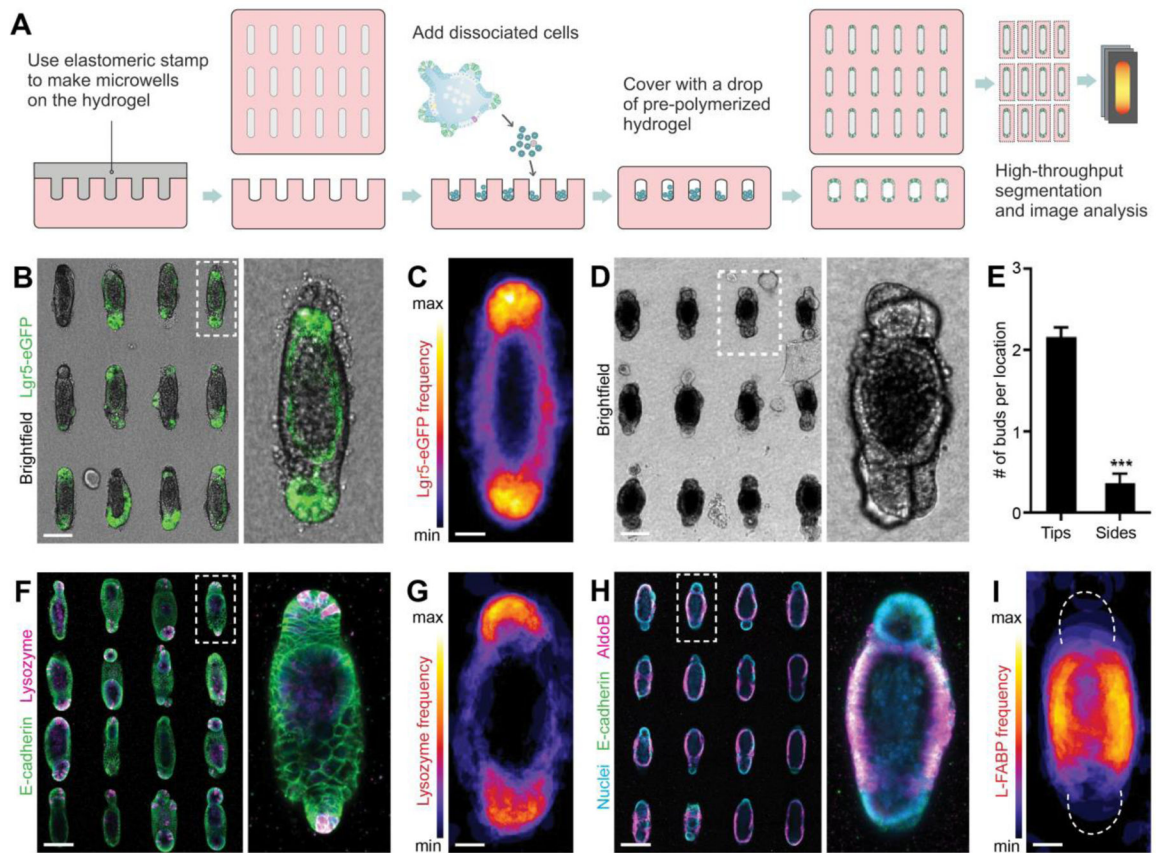 A
Use elastomeric stamp
to make microwells
on the hydrogel
Add dissociated cells
Cover with a drop
of pre-polymerized
hydrogel
High-throughput
segmentation
and image analysis
B
Brightfield Lgr5-eGFP
C
max
Lgr5-eGFP frequency
min
D
Brightfield
E
# of buds per location
3
2
1
0
***
Tips
Sides
F
E-cadherin Lysozyme
G
max
Lysozyme frequency
min
H
Nuclei E-cadherin AldoB
I
max
L-FABP frequency
min